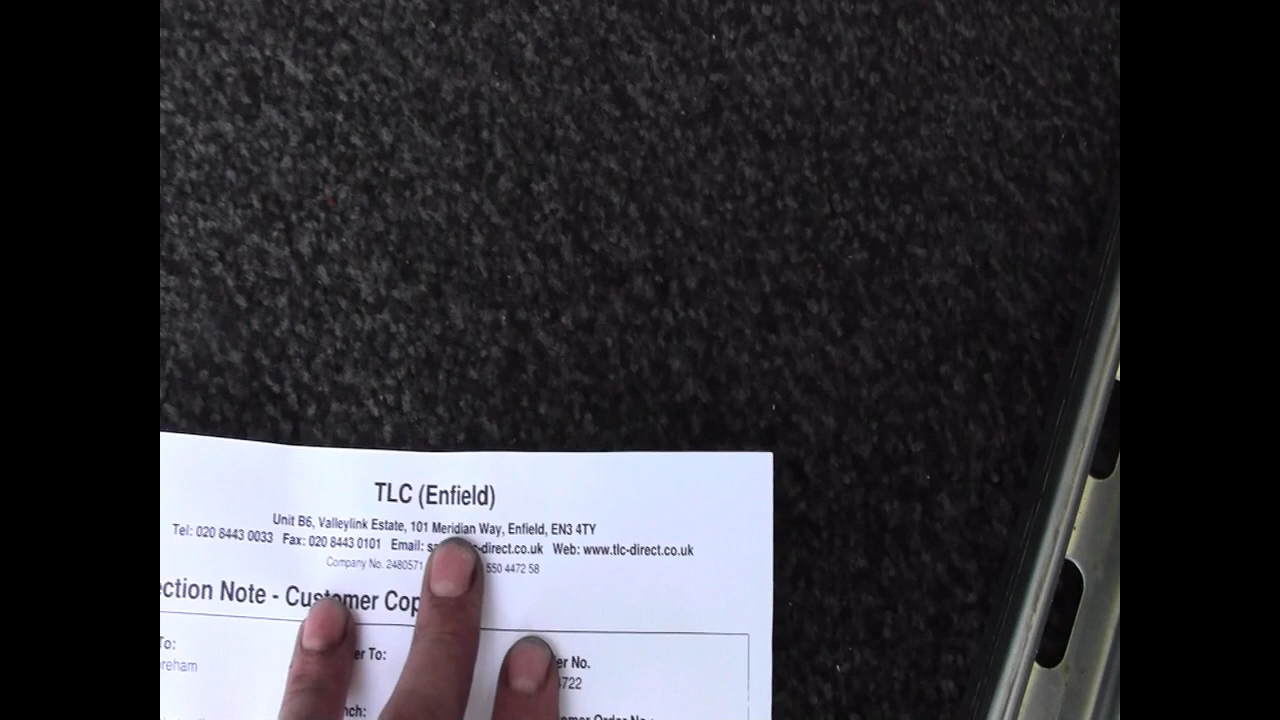 TLC (Enfield)
Unit B6, Valleylink Estate, 101 Meridian Way, Enfield, EN3 4TY
Tel: 020 8443 0033 Fax: 020 8443 0101 Email: -direct.co.uk Web: www.tlc-direct.co.uk
Company No. 2480571 550 4472 58
ection Note - Customer Cop
To: er To: er No.
reham 722
nch: